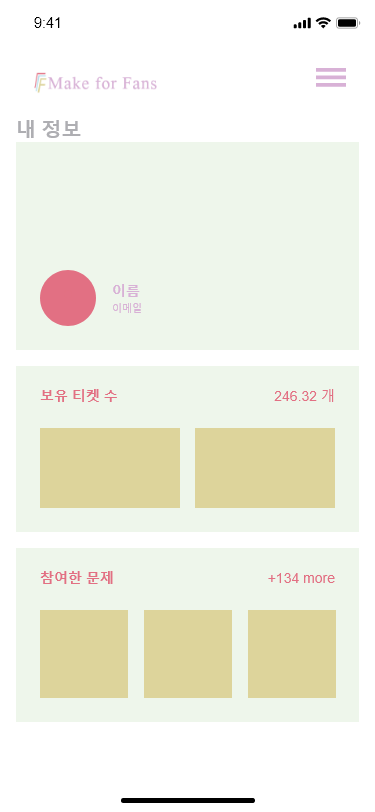 9:41
Make for Fans
내 정보
이름
이메일
보유 티켓 수
246.32 개
참여한 문제
+134 more